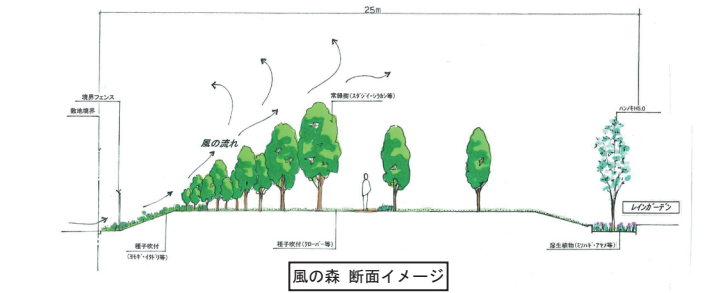 25m
境界フェンス
敷地境界
風の流れ
常緑樹(スダジイ・シラカシ等)
ハンノキH6.0
レインガーデン
種子吹付
(ヨモギ・イタドリ等)
種子吹付(クローバー等)
湿生植物(ミソハギ・アヤメ等)
風の森 断面イメージ